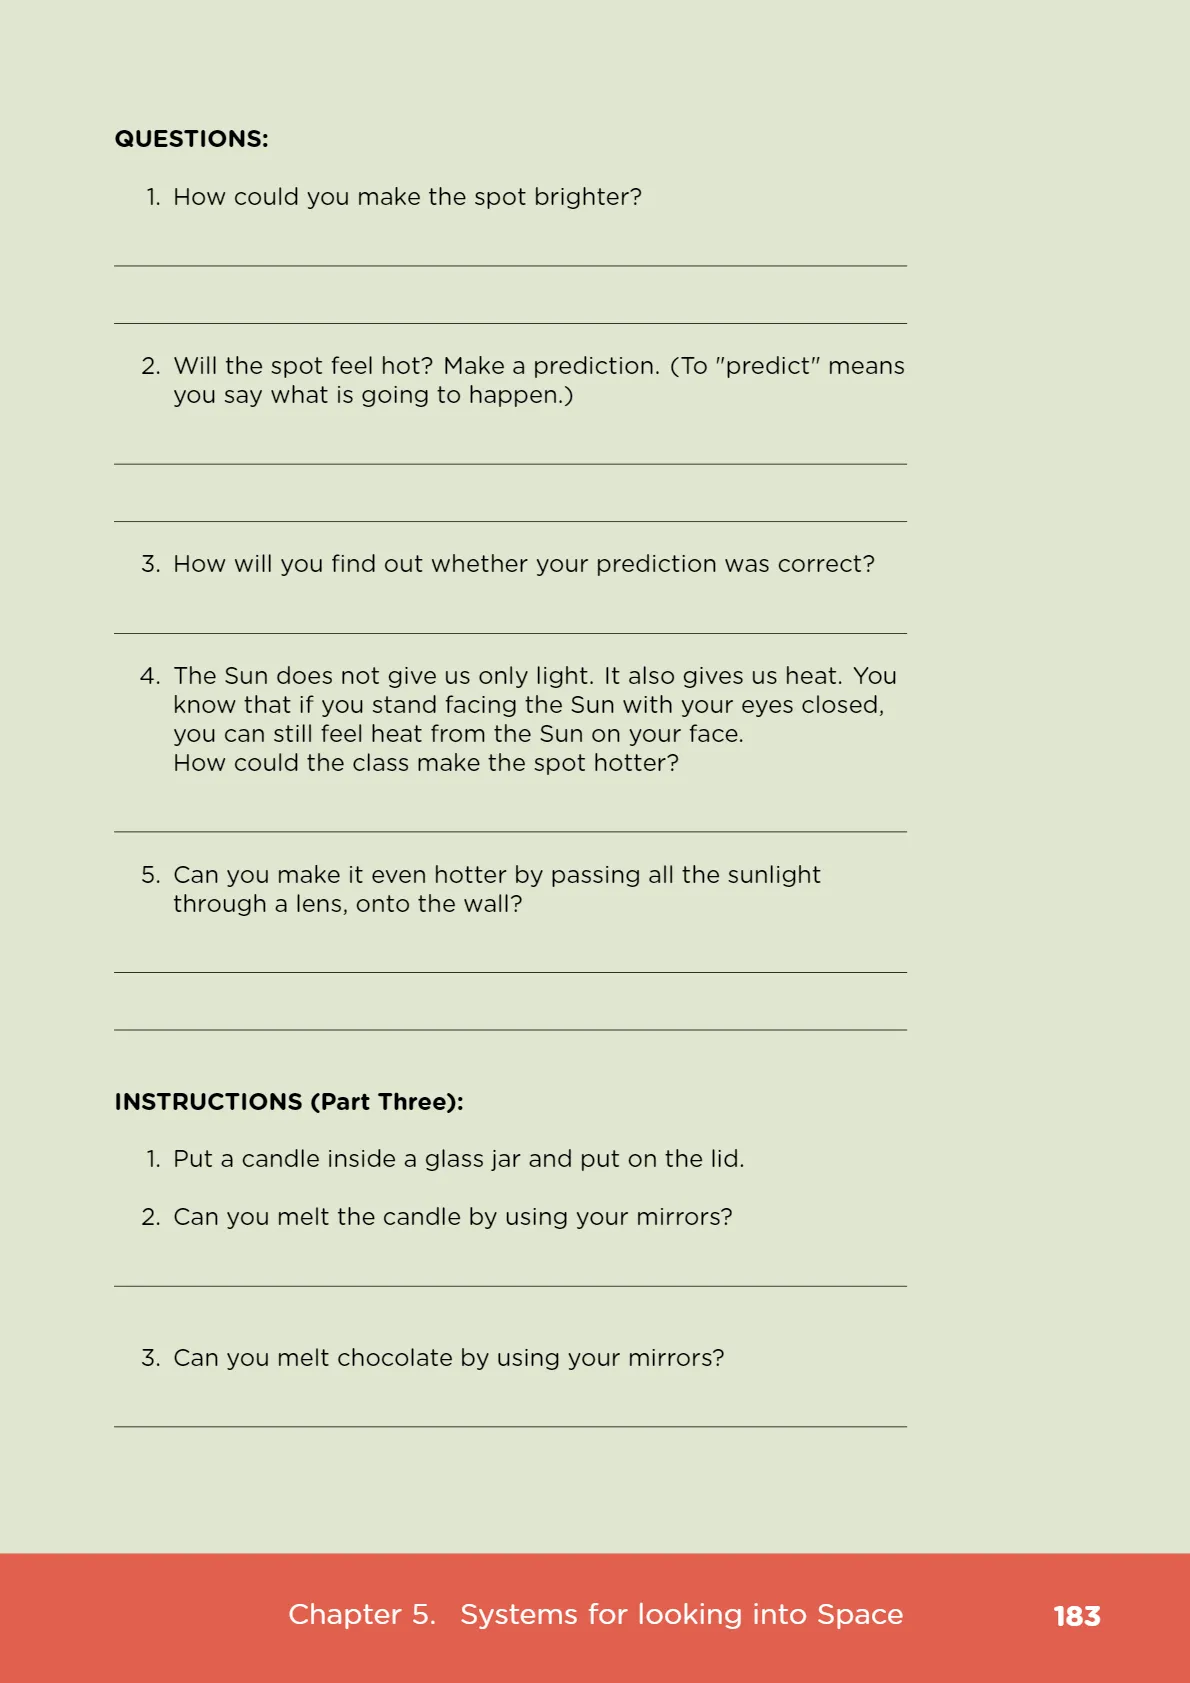 QUESTIONS:
1. How could you make the spot brighter?
2. Will the spot feel hot? Make a prediction. (To "predict" means
you say what is going to happen.)
3. How will you find out whether your prediction was correct?
4. The Sun does not give us only light. It also gives us heat. You
know that if you stand facing the Sun with your eyes closed,
you can still feel heat from the Sun on your face.
How could the class make the spot hotter?
5. Can you make it even hotter by passing all the sunlight
through a lens, onto the wall?
INSTRUCTIONS (Part Three):
1. Put a candle inside a glass jar and put on the lid.
2. Can you melt the candle by using your mirrors?
3. Can you melt chocolate by using your mirrors?
Chapter 5. Systems for looking into Space 183